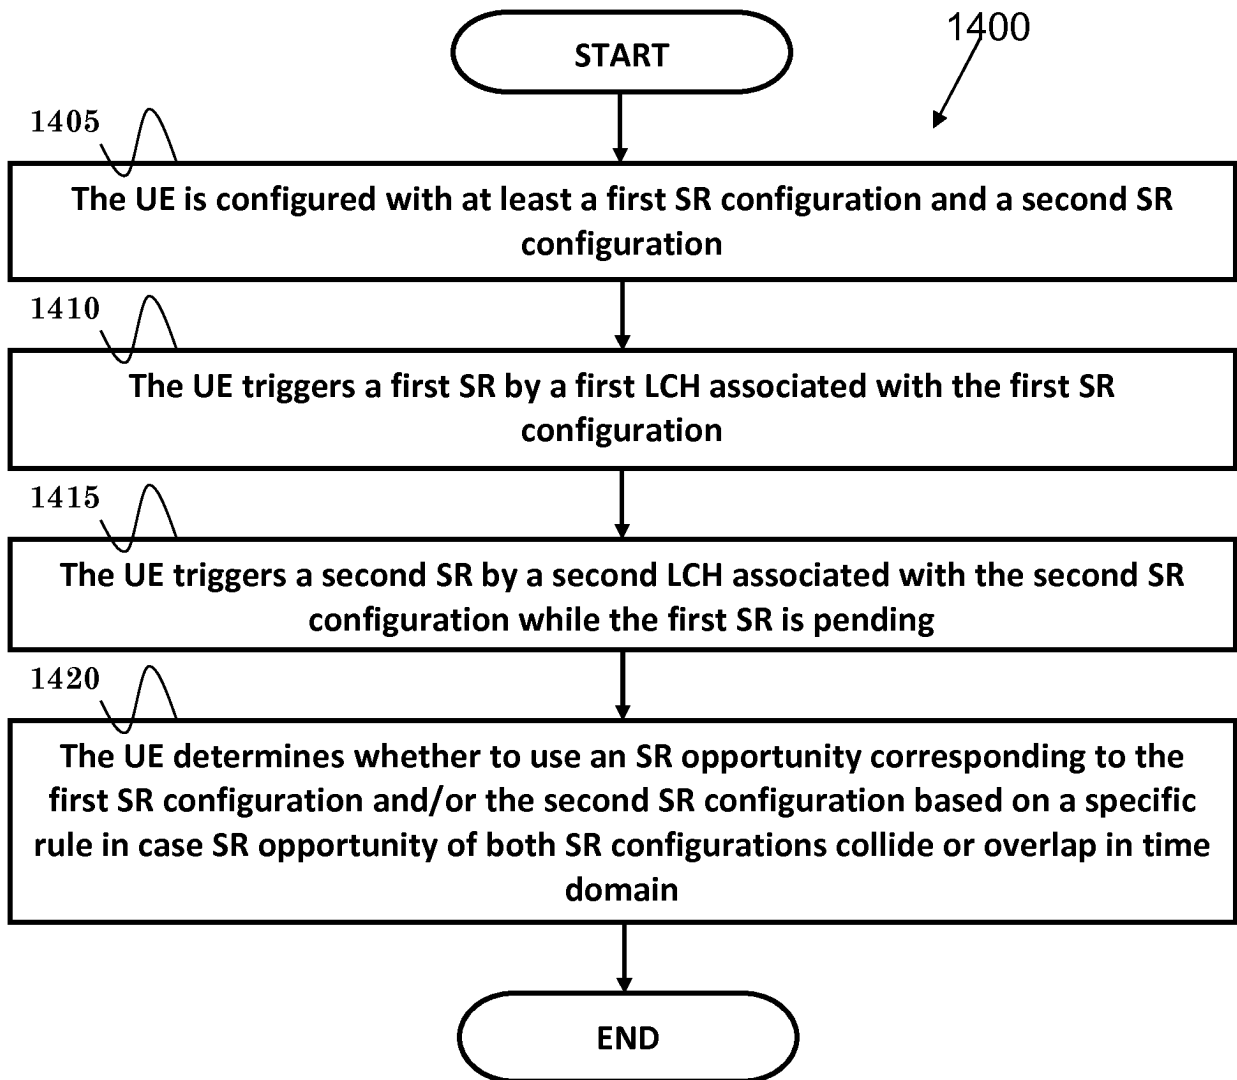 START
1400
1405
The UE is configured with at least a first SR configuration and a second SR
configuration
1410
The UE triggers a first SR by a first LCH associated with the first SR
configuration
1415
The UE triggers a second SR by a second LCH associated with the second SR
configuration while the first SR is pending
1420
The UE determines whether to use an SR opportunity corresponding to the
first SR configuration and/or the second SR configuration based on a specific
rule in case SR opportunity of both SR configurations collide or overlap in time
domain
END